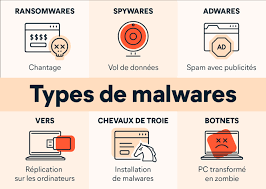 RANSOMWARES
SPYWARES
ADWARES
$$$$
AD
Chantage
Vol de données
Spam avec publicités
Types de malwares
VERS
CHEVAUX DE TROIE
BOTNETS
Réplication
sur les ordinateurs
Installation
de malwares
PC transformé
en zombie